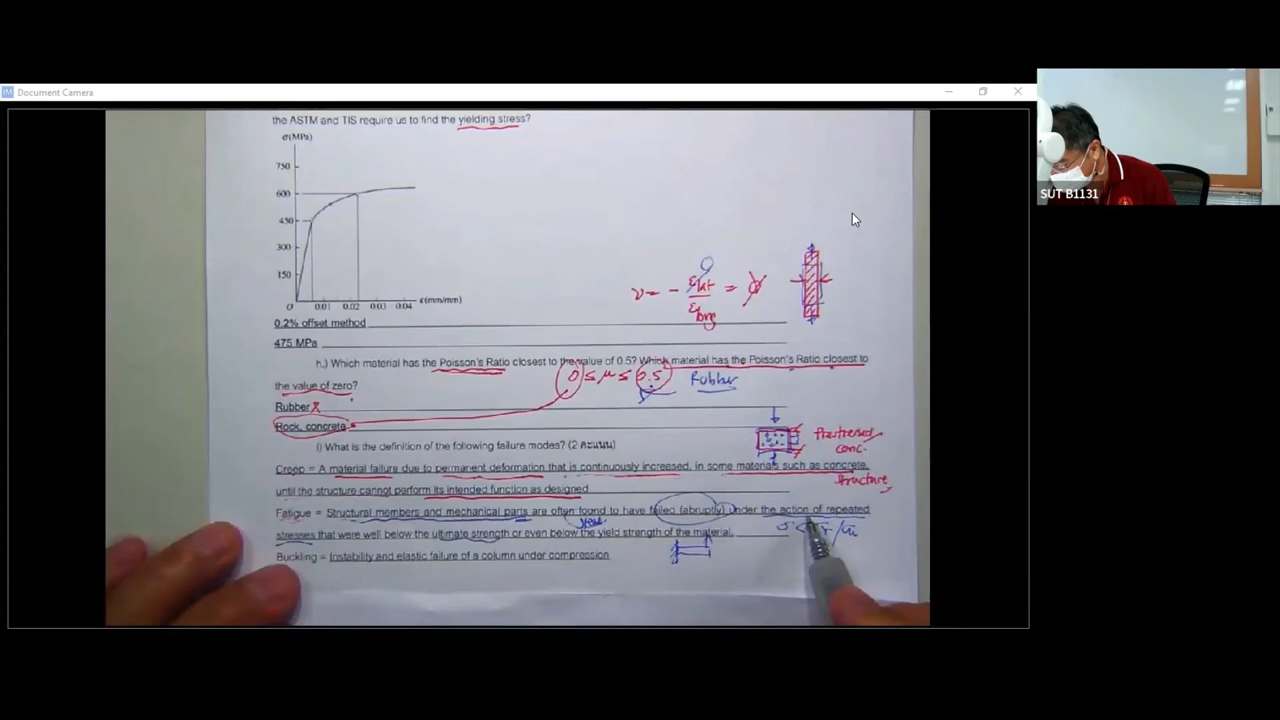 Document Camera
SUT B1131
the ASTM and TIS require us to find the yielding stress?
σ(MPa)
750
600
450
300
150
O 0.01 0.02 0.03 0.04 ϵ(mm/mm)
ν = - ϵlat / ϵlong = 0
0
0.2% offset method
475 MPa
h.) Which material has the Poisson's Ratio closest to the value of 0.5? Which material has the Poisson's Ratio closest to
the value of zero?
0 ≤ μ ≤ 0.5 Rubber
Rubber
Rock, concrete
i) What is the definition of the following failure modes? (2 คะแนน)
Prestressed
conc.
structure
Creep = A material failure due to permanent deformation that is continuously increased, in some materials such as concrete,
until the structure cannot perform its intended function as designed
Fatigue = Structural members and mechanical parts are often found to have failed (abruptly) under the action of repeated
stresses that were well below the ultimate strength or even below the yield strength of the material.
Buckling = Instability and elastic failure of a column under compression